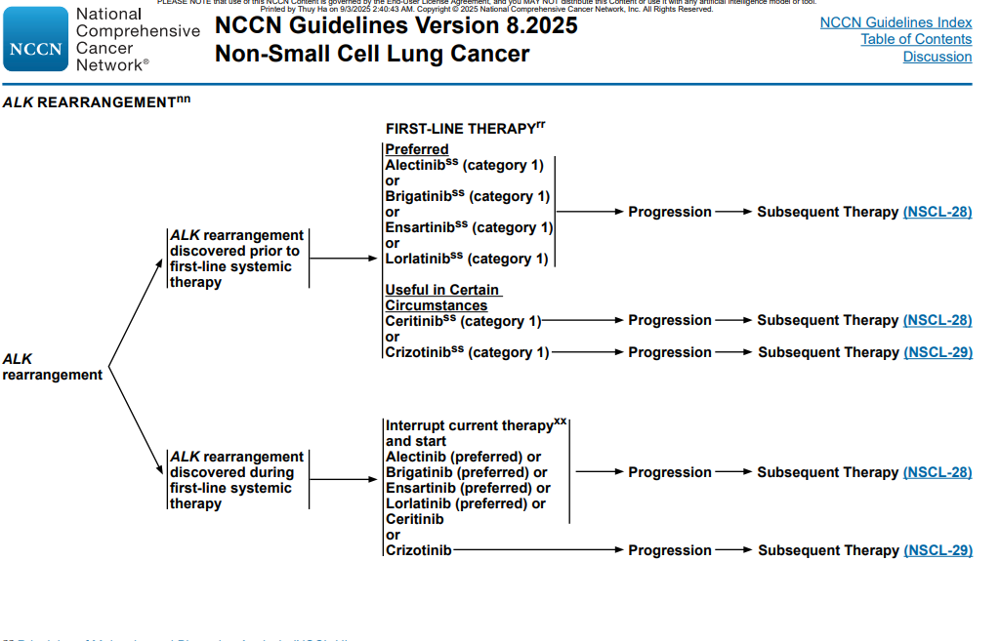 PLEASE NOTE that use of this NCCN Content is governed by the End-User License Agreement, and you MAY NOT distribute this Content or use it with any artificial intelligence model or tool.
Printed by Thuy Ha on 9/3/2025 2:40:43 AM. Copyright © 2025 National Comprehensive Cancer Network, Inc. All Rights Reserved.
NCCN
National
Comprehensive
Cancer
Network®
NCCN Guidelines Version 8.2025
Non-Small Cell Lung Cancer
NCCN Guidelines Index
Table of Contents
Discussion
ALK REARRANGEMENTnn
FIRST-LINE THERAPYrr
Preferred
Alectinibss (category 1)
or
Brigatinibss (category 1)
or
Ensartinibss (category 1)
or
Lorlatinibss (category 1)
Progression
Subsequent Therapy (NSCL-28)
ALK rearrangement
discovered prior to
first-line systemic
therapy
Useful in Certain
Circumstances
Ceritinibss (category 1)
Progression
Subsequent Therapy (NSCL-28)
or
Crizotinibss (category 1)
Progression
Subsequent Therapy (NSCL-29)
ALK
rearrangement
ALK rearrangement
discovered during
first-line systemic
therapy
Interrupt current therapyxx
and start
Alectinib (preferred) or
Brigatinib (preferred) or
Ensartinib (preferred) or
Lorlatinib (preferred) or
Ceritinib
Progression
Subsequent Therapy (NSCL-28)
or
Crizotinib
Progression
Subsequent Therapy (NSCL-29)